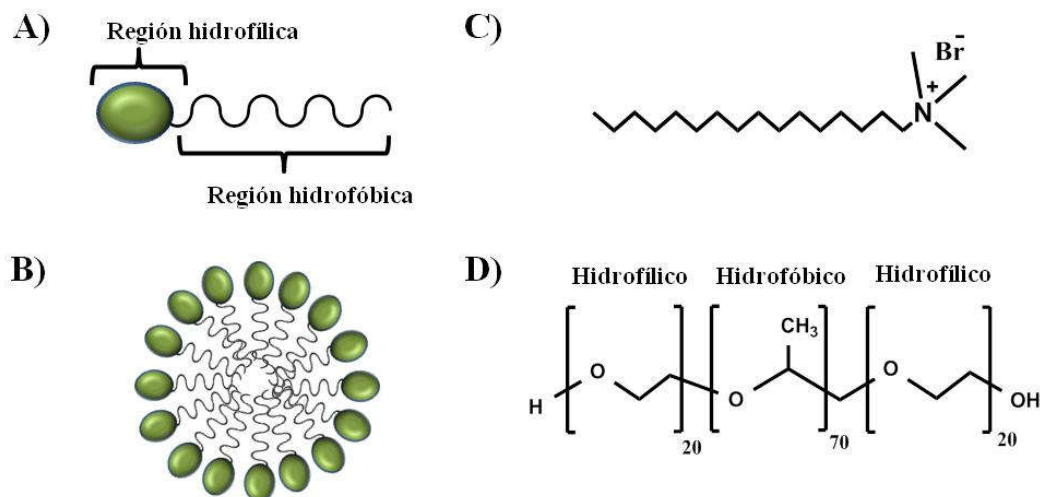 A)
Región hidrofílica
Región hidrofóbica
B)
C)
Br-
+
N
D)
Hidrofílico Hidrofóbico Hidrofílico
CH3
O
O
O
H
OH
20
70
20